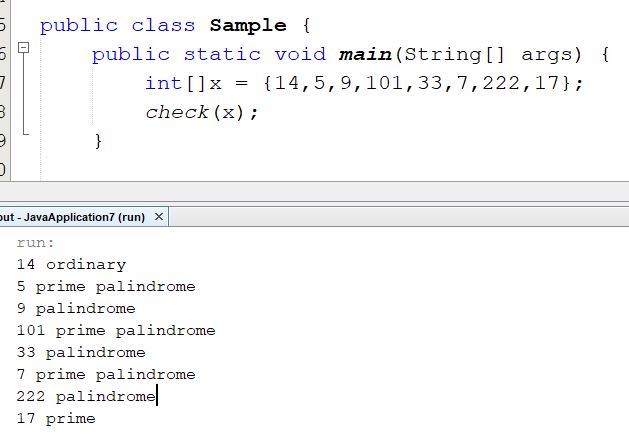 5 public class Sample {
6 public static void main(String[] args) {
7 int[]x = {14,5,9,101,33,7,222,17};
8 check(x);
9 }
0
put - JavaApplication7 (run) ×
run:
14 ordinary
5 prime palindrome
9 palindrome
101 prime palindrome
33 palindrome
7 prime palindrome
222 palindrome
17 prime